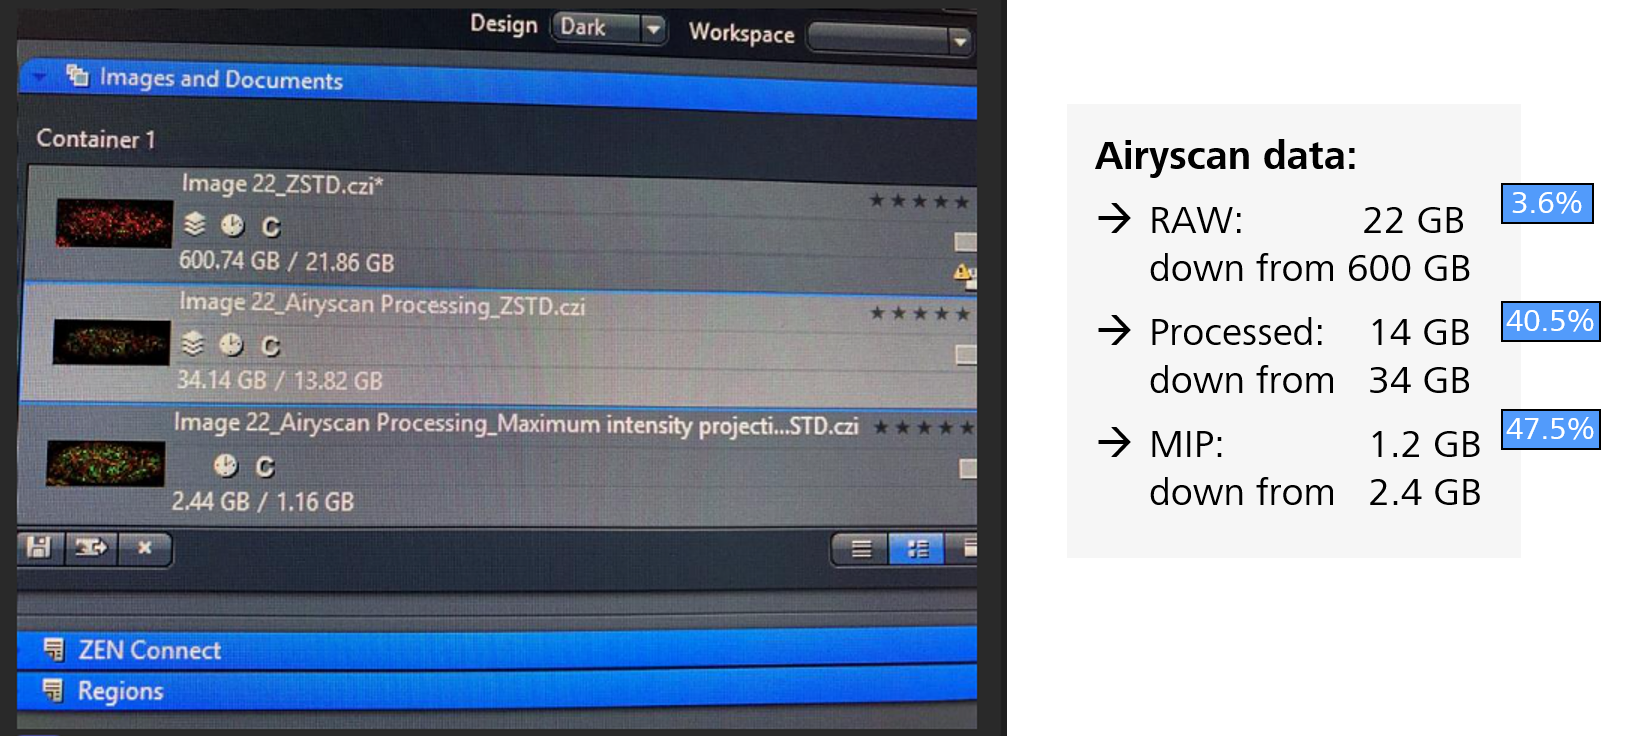 Design Dark Workspace
Images and Documents
Container 1
Image 22_ZSTD.czi*
C
600.74 GB / 21.86 GB
Image 22_Airyscan Processing_ZSTD.czi
C
34.14 GB / 13.82 GB
Image 22_Airyscan Processing_Maximum intensity projecti...STD.czi
C
2.44 GB / 1.16 GB
ZEN Connect
Regions
Airyscan data:
→ RAW: 22 GB 3.6%
down from 600 GB
→ Processed: 14 GB 40.5%
down from 34 GB
→ MIP: 1.2 GB 47.5%
down from 2.4 GB